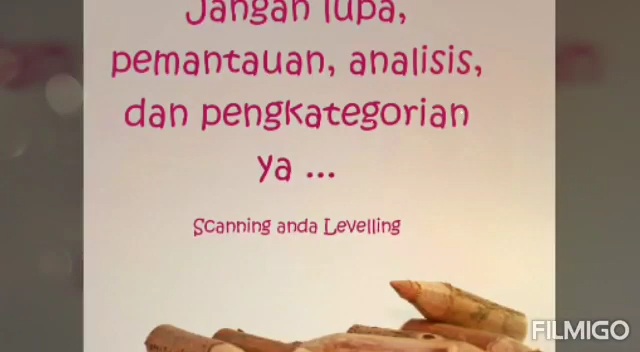 Jangan lupa,
pemantauan, analisis,
dan pengkategorian
ya ...
Scanning anda Levelling
FILMIGO